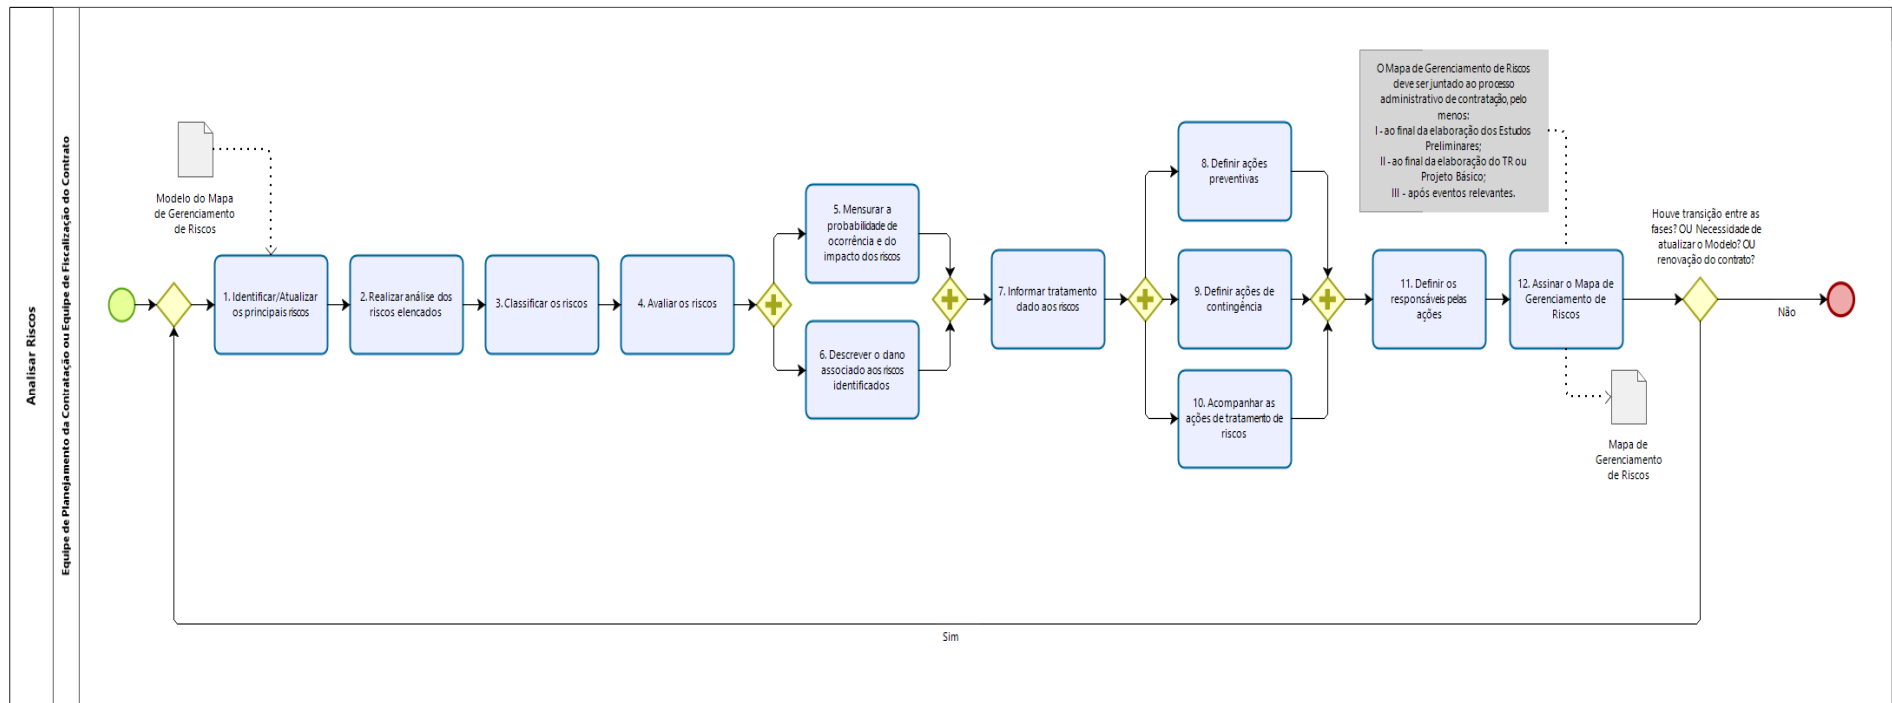 Analisar Riscos
Equipe de Planejamento da Contratação ou Equipe de Fiscalização do Contrato
Modelo do Mapa
de Gerenciamento
de Riscos
1. Identificar/Atualizar
os principais riscos
2. Realizar análise dos
riscos elencados
3. Classificar os riscos
4. Avaliar os riscos
5. Mensurar a
probabilidade de
ocorrência e do
impacto dos riscos
6. Descrever o dano
associado aos riscos
identificados
7. Informar tratamento
dado aos riscos
8. Definir ações
preventivas
9. Definir ações de
contingência
10. Acompanhar as
ações de tratamento de
riscos
11. Definir os
responsáveis pelas
ações
O Mapa de Gerenciamento de Riscos
deve ser juntado ao processo
administrativo de contratação, pelo
menos:
I - ao final da elaboração dos Estudos
Preliminares;
II - ao final da elaboração do TR ou
Projeto Básico;
III - após eventos relevantes.
12. Assinar o Mapa de
Gerenciamento de
Riscos
Mapa de
Gerenciamento
de Riscos
Houve transição entre as
fases? OU Necessidade de
atualizar o Modelo? OU
renovação do contrato?
Não
Sim